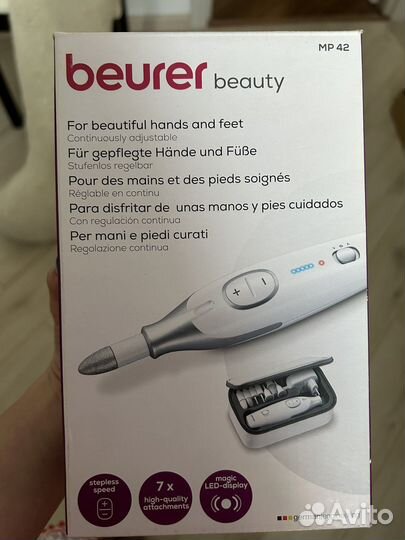 MP 42
beurer beauty
For beautiful hands and feet
Continuously adjustable
Für gepflegte Hände und Füße
Stufenlos regelbar
Pour des mains et des pieds soignés
Réglable en continu
Para disfritar de unas manos y pies cuidados
Con regulación continua
Per mani e piedi curati
Regolazione continua
+ −
stepless
speed
+
−
7 x
high-quality
attachments
magic
LED-display
Avito